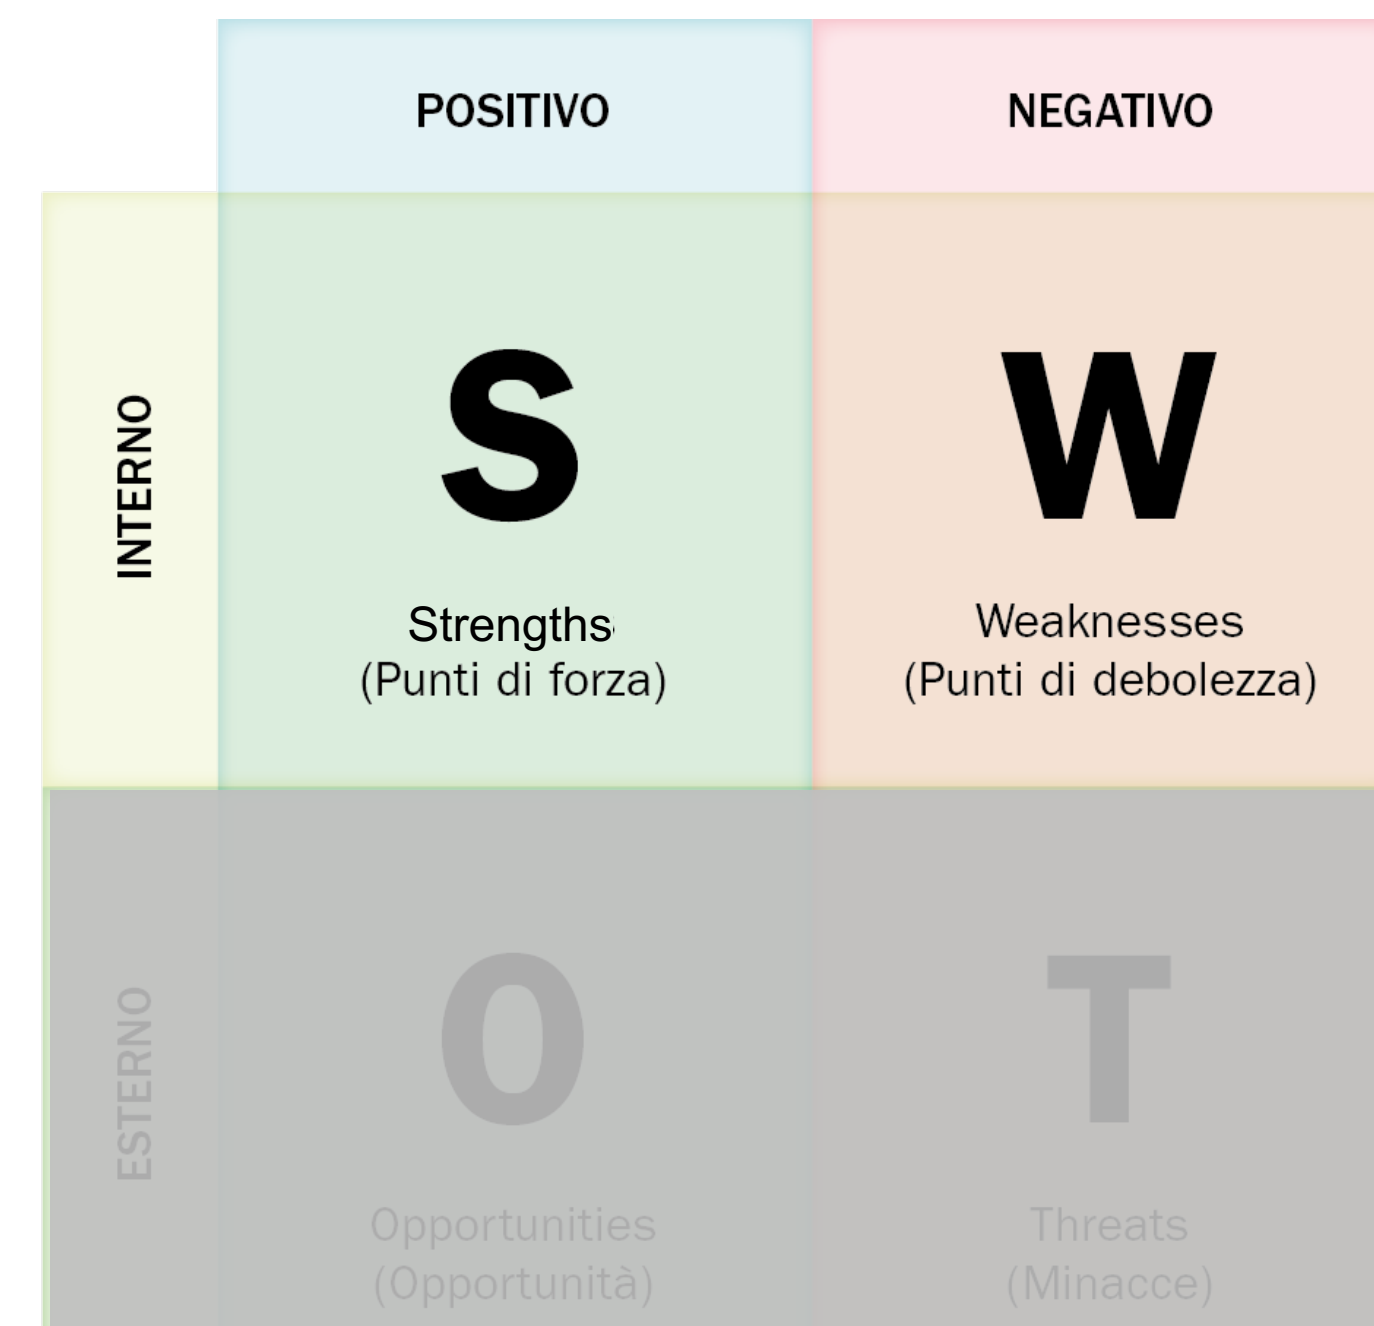 POSITIVO
NEGATIVO
INTERNO
S
W
Strengths
(Punti di forza)
Weaknesses
(Punti di debolezza)
ESTERNO
O
T
Opportunities
(Opportunità)
Threats
(Minacce)